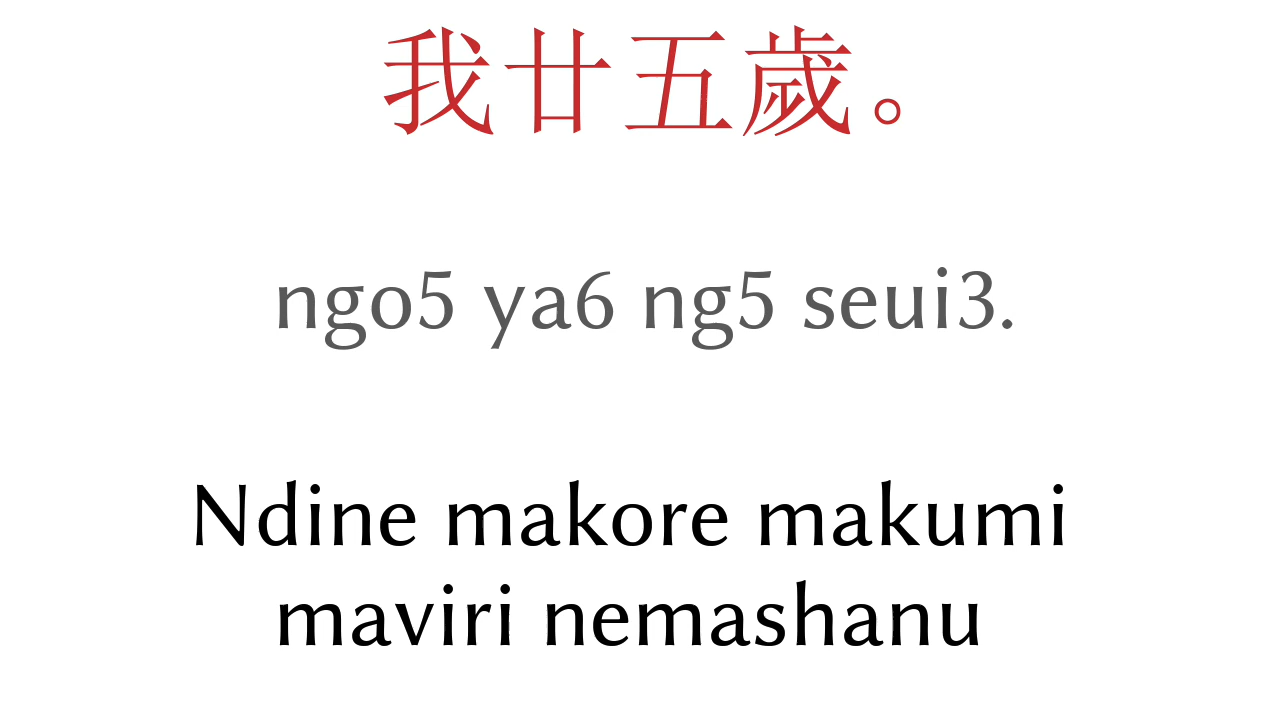 我廿五歲。
ngo5 ya6 ng5 seui3.
Ndine makore makumi
maviri nemashanu